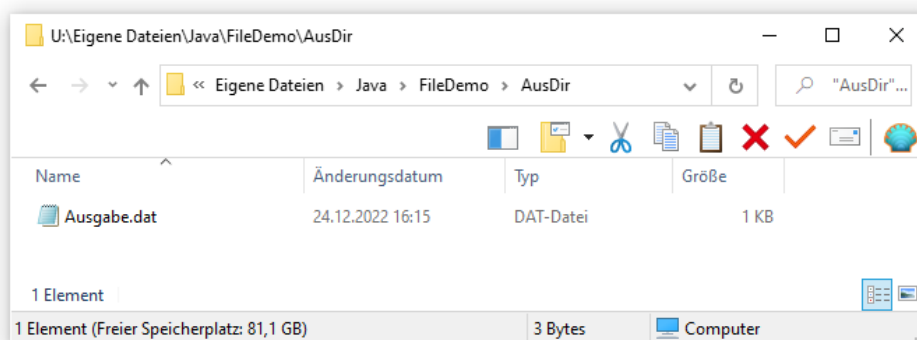 U:\Eigene Dateien\Java\FileDemo\AusDir
« Eigene Dateien › Java › FileDemo › AusDir "AusDir"...
Name Änderungsdatum Typ Größe
Ausgabe.dat 24.12.2022 16:15 DAT-Datei 1 KB
1 Element
1 Element (Freier Speicherplatz: 81,1 GB) 3 Bytes Computer